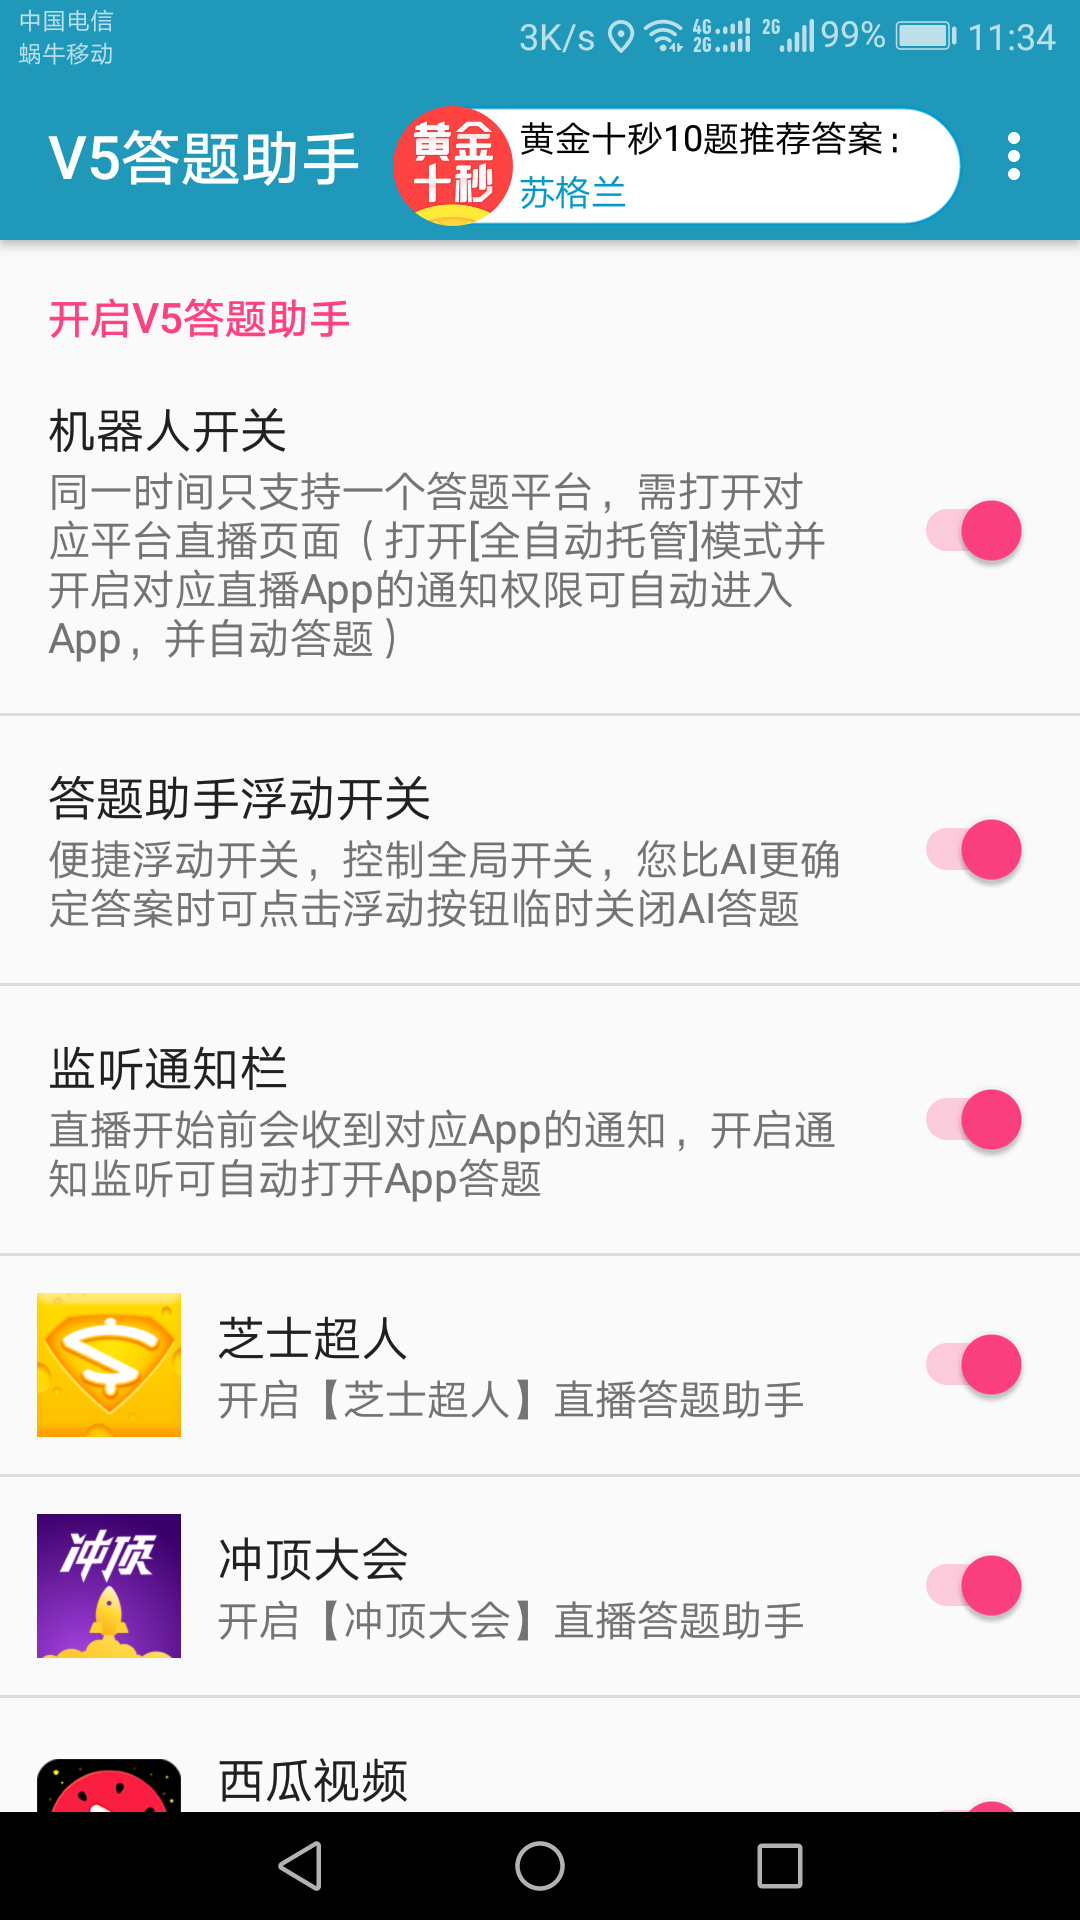 中国电信
蜗牛移动
3K/s
4G
2G
2G
99%
11:34
V5答题助手
黄金
十秒
黄金十秒10题推荐答案：
苏格兰
开启V5答题助手
机器人开关
同一时间只支持一个答题平台，需打开对
应平台直播页面（打开[全自动托管]模式并
开启对应直播App的通知权限可自动进入
App，并自动答题）
答题助手浮动开关
便捷浮动开关，控制全局开关，您比AI更确
定答案时可点击浮动按钮临时关闭AI答题
监听通知栏
直播开始前会收到对应App的通知，开启通
知监听可自动打开App答题
芝士超人
开启【芝士超人】直播答题助手
冲顶
冲顶大会
开启【冲顶大会】直播答题助手
西瓜视频